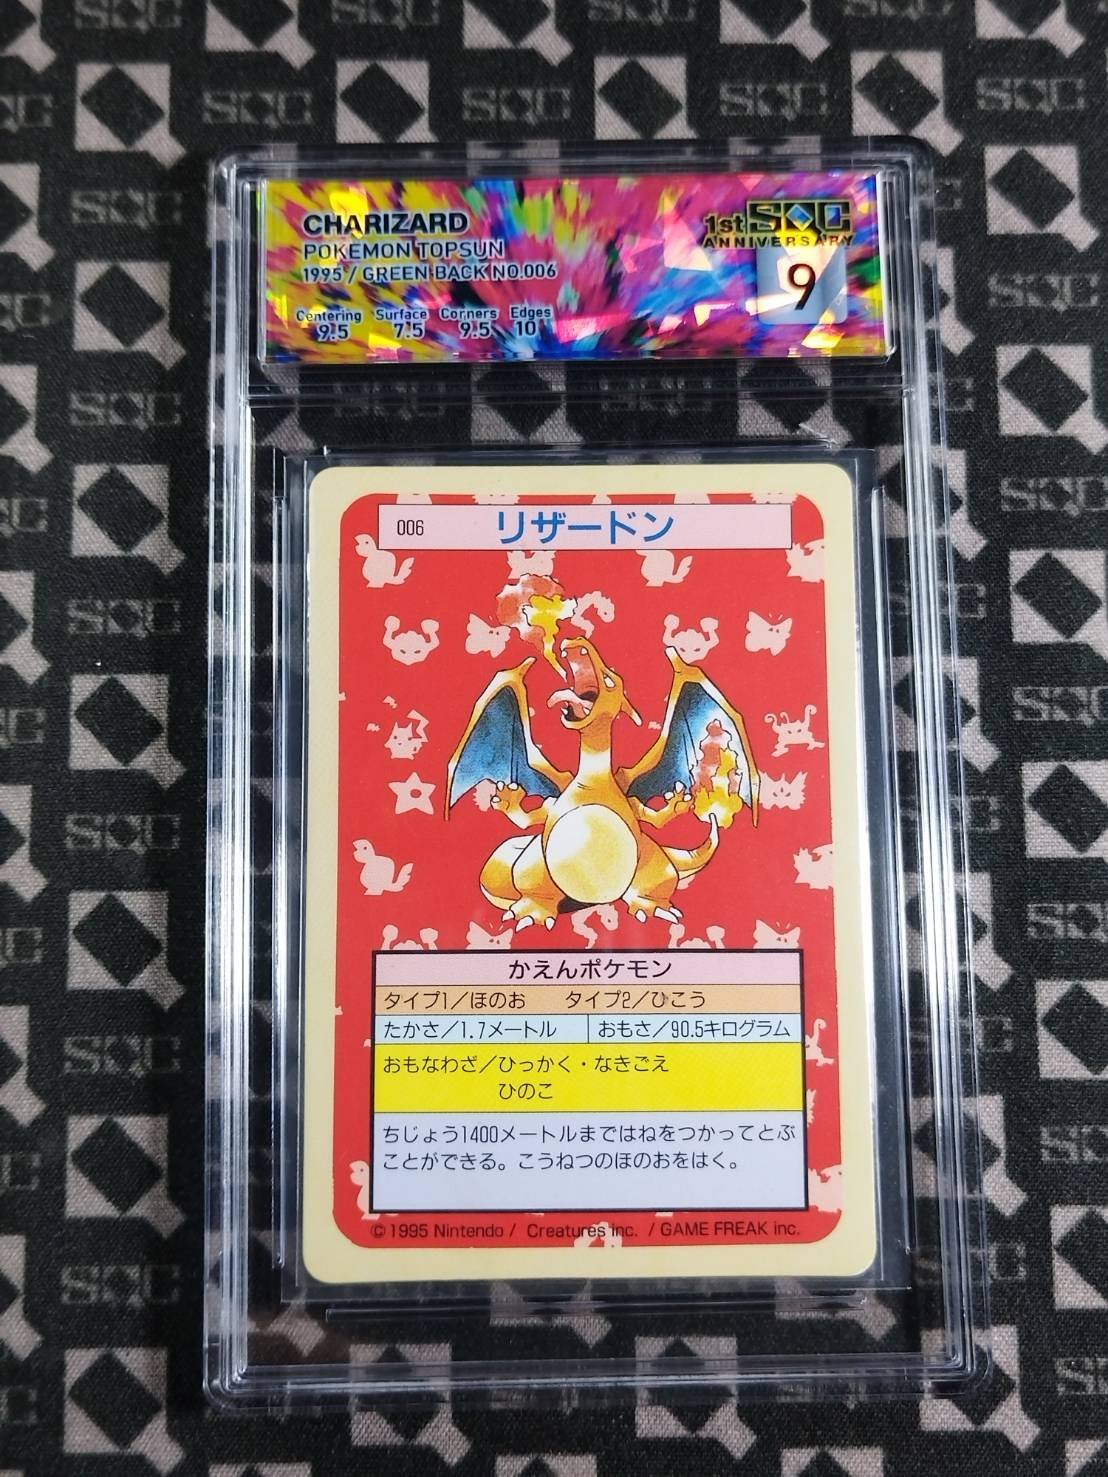 CHARIZARD
POKEMON TOPSUN
1995 / GREEN BACK NO.006
Centering Surface Corners Edges
9.5 7.5 9.5 10
1st SQC
ANNIVERSARY
9
006 リザードン
かえんポケモン
タイプ1／ほのお タイプ2／ひこう
たかさ／1.7メートル おもさ／90.5キログラム
おもなわざ／ひっかく・なきごえ
ひのこ
ちじょう1400メートルまではねをつかってとぶ
ことができる。こうねつのほのおをはく。
© 1995 Nintendo / Creatures inc. / GAME FREAK inc.